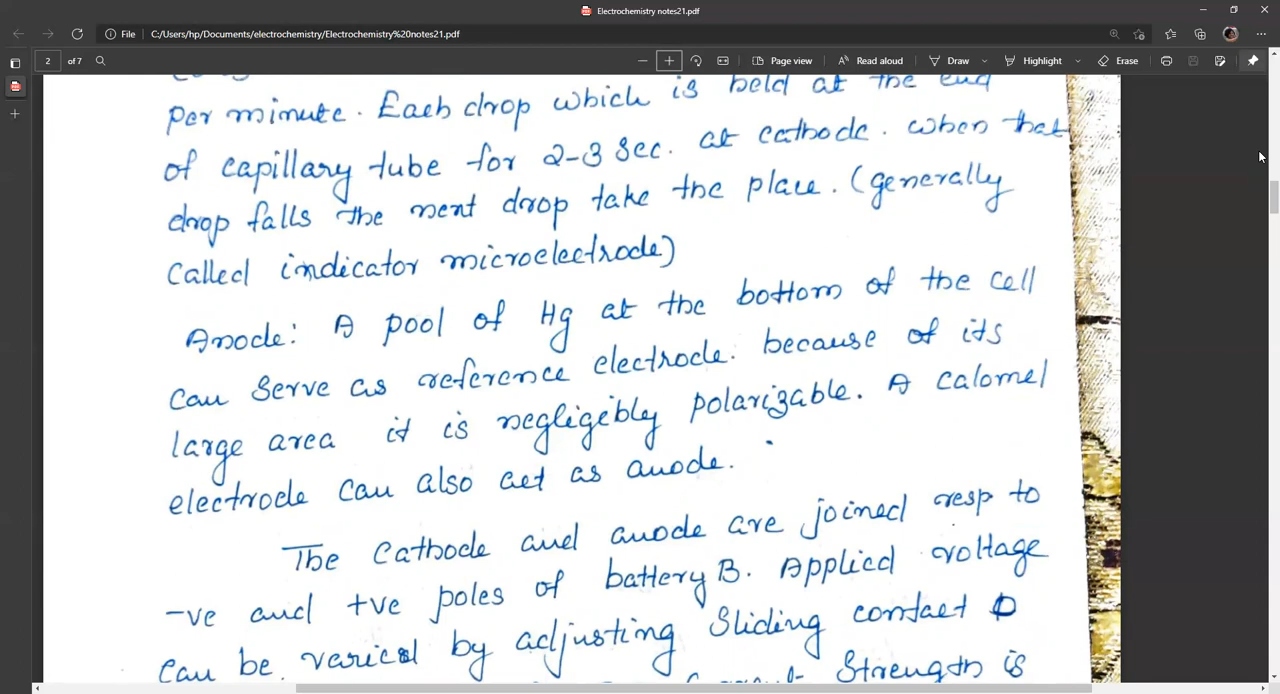 Electrochemistry notes21.pdf
File C:/Users/hp/Documents/electrochemistry/Electrochemistry%20notes21.pdf
2 of 7 Page view Read aloud Draw Highlight Erase
per minute. Each drop which is held at the end
of capillary tube for 2-3 sec. at cathode. when that
drop falls the next drop take the place. (generally
called indicator microelectrode)
Anode: A pool of Hg at the bottom of the cell
can serve as reference electrode. because of its
large area it is negligibly polarizable. A calomel
electrode can also act as anode.
The cathode and anode are joined resp to
-ve and +ve poles of battery B. Applied voltage
can be varied by adjusting sliding contact
strength is